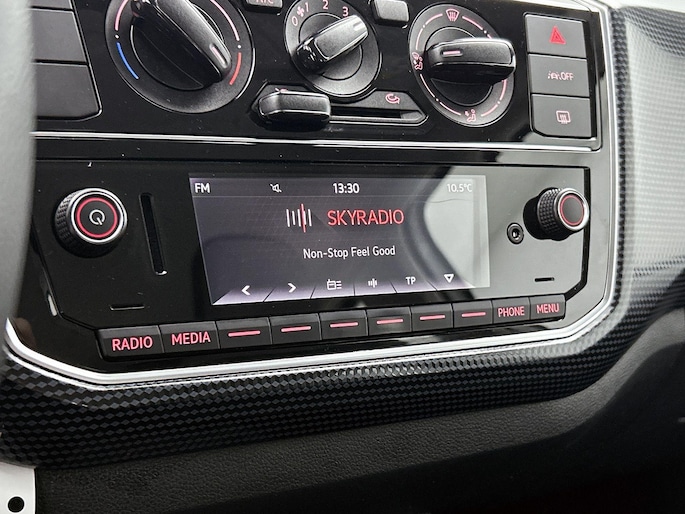 A/C
0
1
2
3
OFF
FM
13:30
10.5°C
SKYRADIO
Non-Stop Feel Good
TP
RADIO
MEDIA
PHONE
MENU